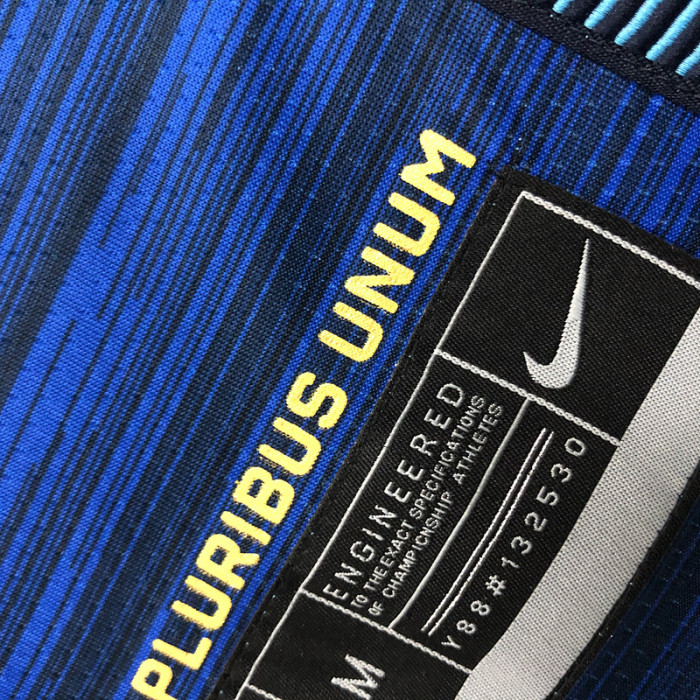 PLURIBUS UNUM
ENGINEERED
TO THE EXACT SPECIFICATIONS
OF CHAMPIONSHIP ATHLETES
Y88#132530
M